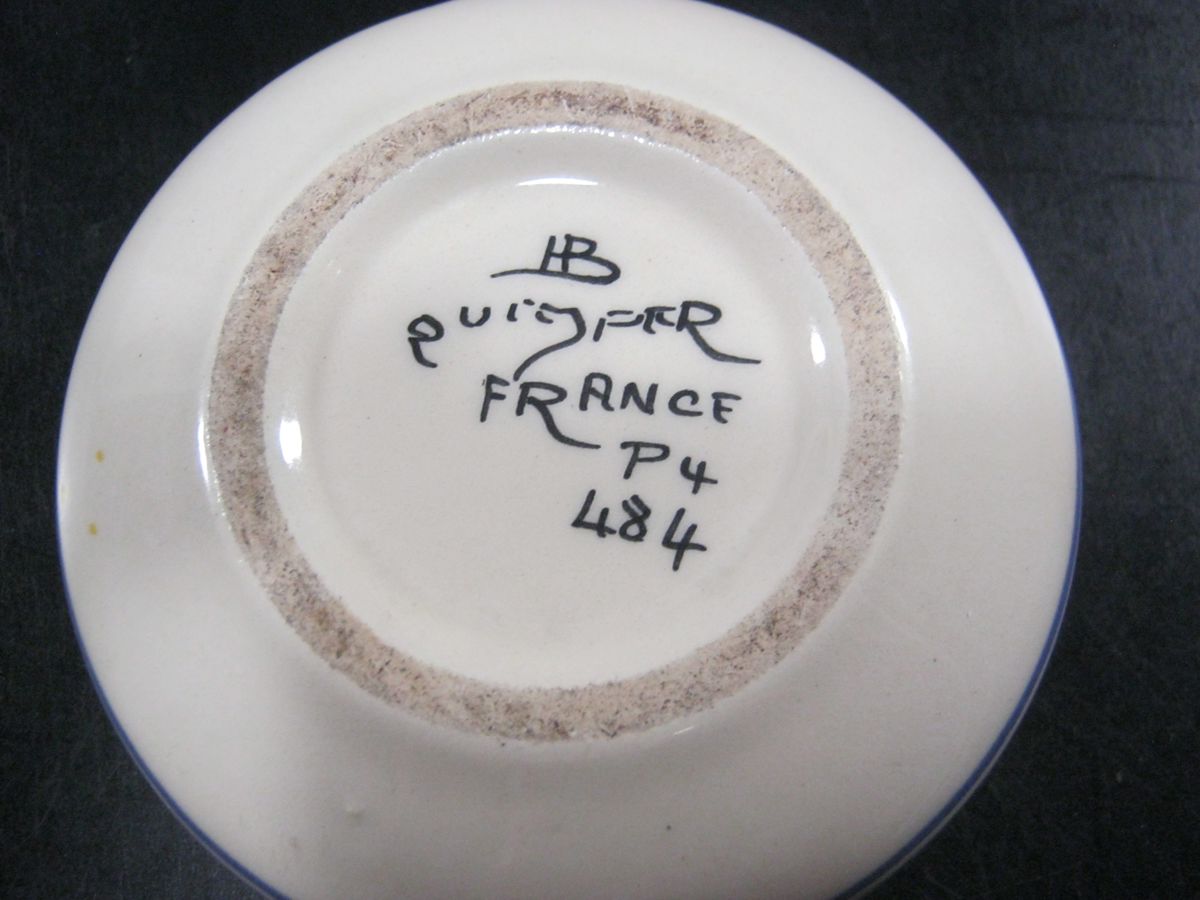 HB
QUIMPER
FRANCE
P4
484